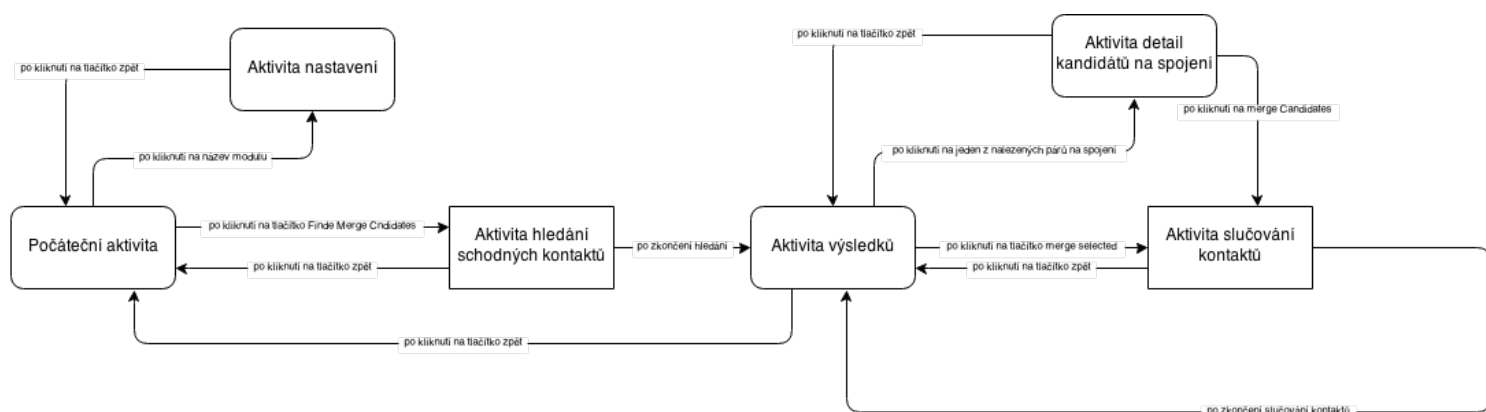 po kliknutí na tlačítko zpět
Aktivita detail
kandidátů na spojení
Aktivita nastavení
po kliknutí na tlačítko zpět
po kliknutí na merge Candidates
po kliknutí na název modulu
po kliknutí na jeden z nalezených párů na spojení
Počáteční aktivita
po kliknutí na tlačítko Finde Merge Cndidates
Aktivita hledání
schodných kontaktů
po zkončení hledání
Aktivita výsledků
po kliknutí na tlačítko merge selected
Aktivita slučování
kontaktů
po kliknutí na tlačítko zpět
po kliknutí na tlačítko zpět
po kliknutí na tlačítko zpět
po zkončení slučování kontaktů